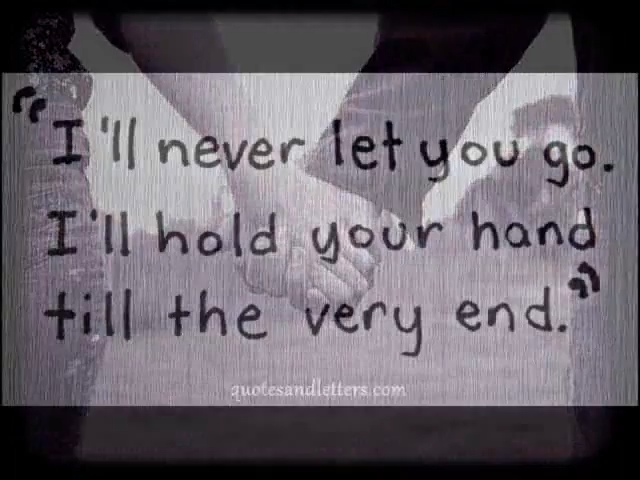 "I'll never let you go.
I'll hold your hand
till the very end."
quotesandletters.com